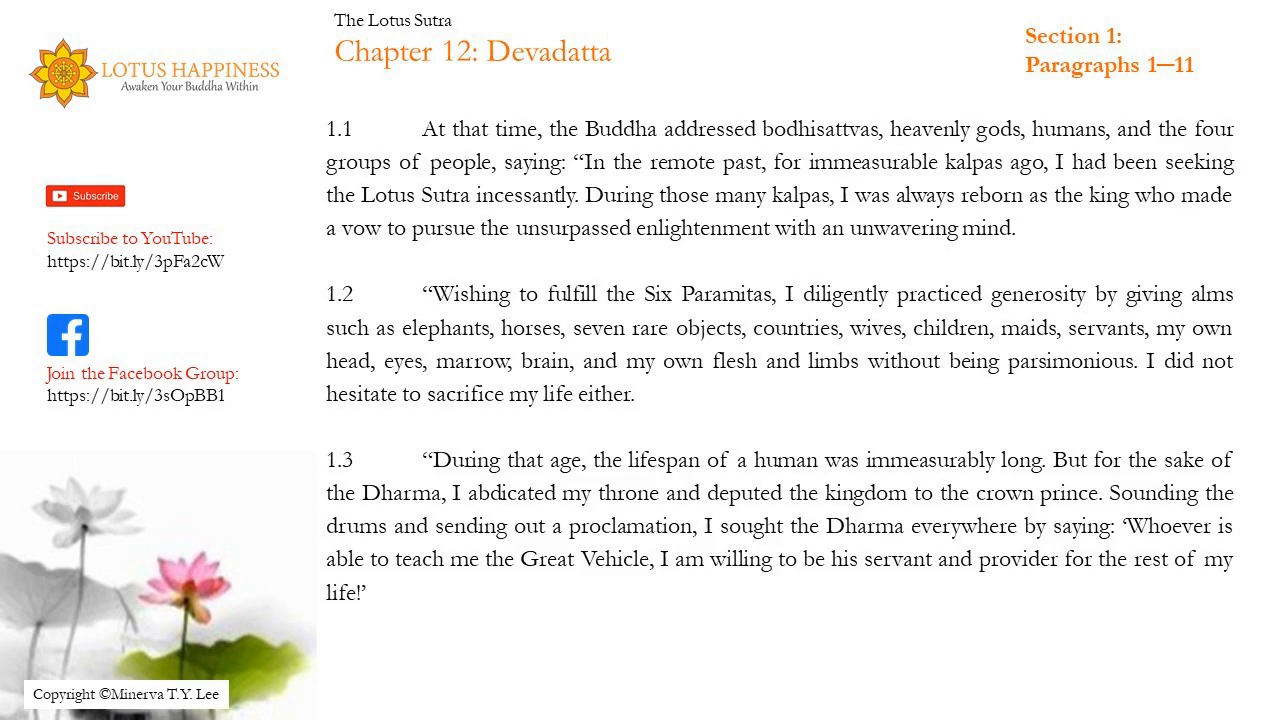 The Lotus Sutra
Chapter 12: Devadatta
Section 1:
Paragraphs 1—11
LOTUS HAPPINESS
Awaken Your Buddha Within
Subscribe
Subscribe to YouTube:
https://bit.ly/3pFa2cW
Join the Facebook Group:
https://bit.ly/3sOpBB1
1.1 At that time, the Buddha addressed bodhisattvas, heavenly gods, humans, and the four
groups of people, saying: “In the remote past, for immeasurable kalpas ago, I had been seeking
the Lotus Sutra incessantly. During those many kalpas, I was always reborn as the king who made
a vow to pursue the unsurpassed enlightenment with an unwavering mind.
1.2 “Wishing to fulfill the Six Paramitas, I diligently practiced generosity by giving alms
such as elephants, horses, seven rare objects, countries, wives, children, maids, servants, my own
head, eyes, marrow, brain, and my own flesh and limbs without being parsimonious. I did not
hesitate to sacrifice my life either.
1.3 “During that age, the lifespan of a human was immeasurably long. But for the sake of
the Dharma, I abdicated my throne and deputed the kingdom to the crown prince. Sounding the
drums and sending out a proclamation, I sought the Dharma everywhere by saying: ‘Whoever is
able to teach me the Great Vehicle, I am willing to be his servant and provider for the rest of my
life!’
Copyright ©Minerva T.Y. Lee